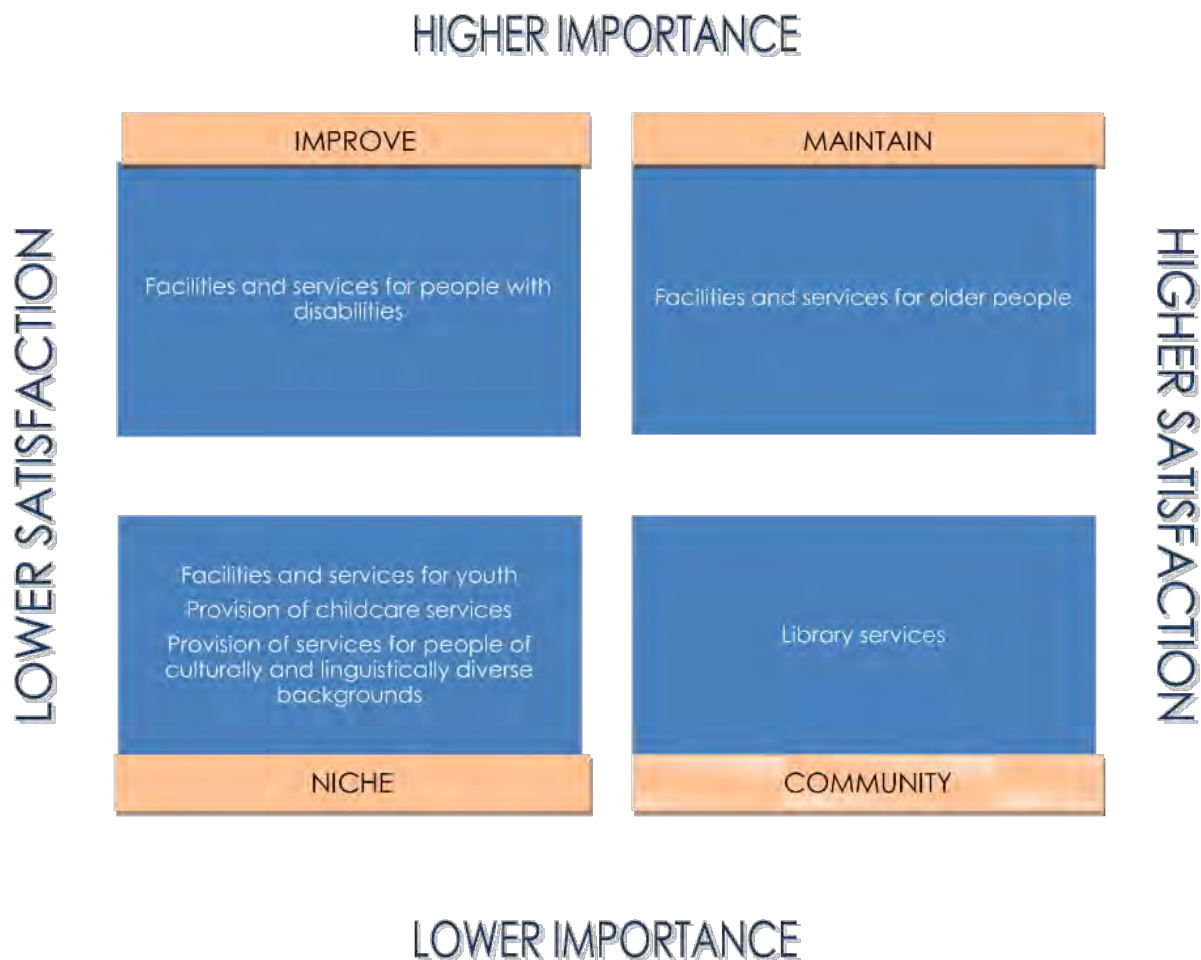 HIGHER IMPORTANCE
IMPROVE
MAINTAIN
Facilities and services for people with
disabilities
Facilities and services for older people
LOWER SATISFACTION
HIGHER SATISFACTION
Facilities and services for youth
Provision of childcare services
Provision of services for people of
culturally and linguistically diverse
backgrounds
Library services
NICHE
COMMUNITY
LOWER IMPORTANCE